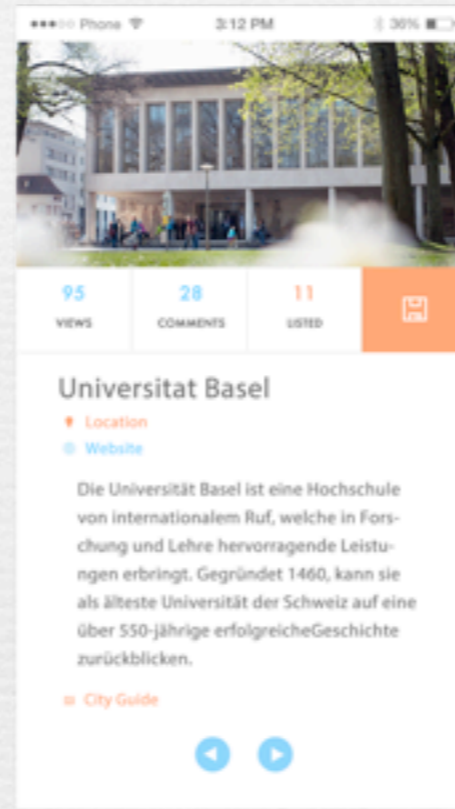 Phone 3:12 PM 36%
95 28 11
VIEWS COMMENTS LISTED
Universitat Basel
Location
Website
Die Universität Basel ist eine Hochschule
von internationalem Ruf, welche in Fors-
chung und Lehre hervorragende Leistu-
ngen erbringt. Gegründet 1460, kann sie
als älteste Universität der Schweiz auf eine
über 550-jährige erfolgreicheGeschichte
zurückblicken.
City Guide